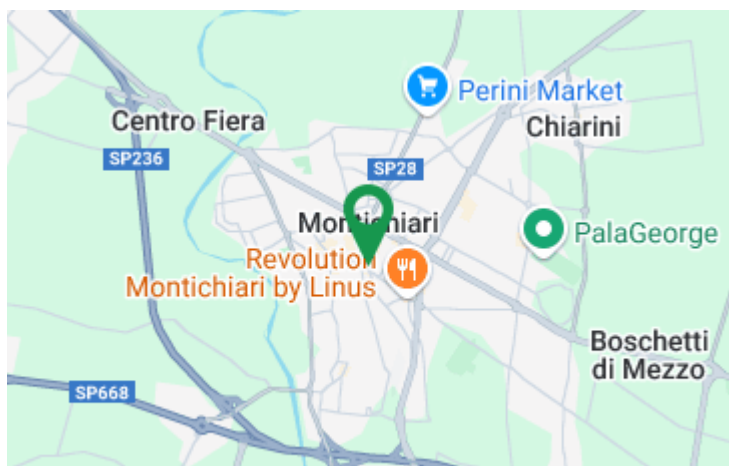 Perini Market
Centro Fiera
Chiarini
SP236
SP28
Montichiari
PalaGeorge
Revolution
Montichiari by Linus
Boschetti
di Mezzo
SP668